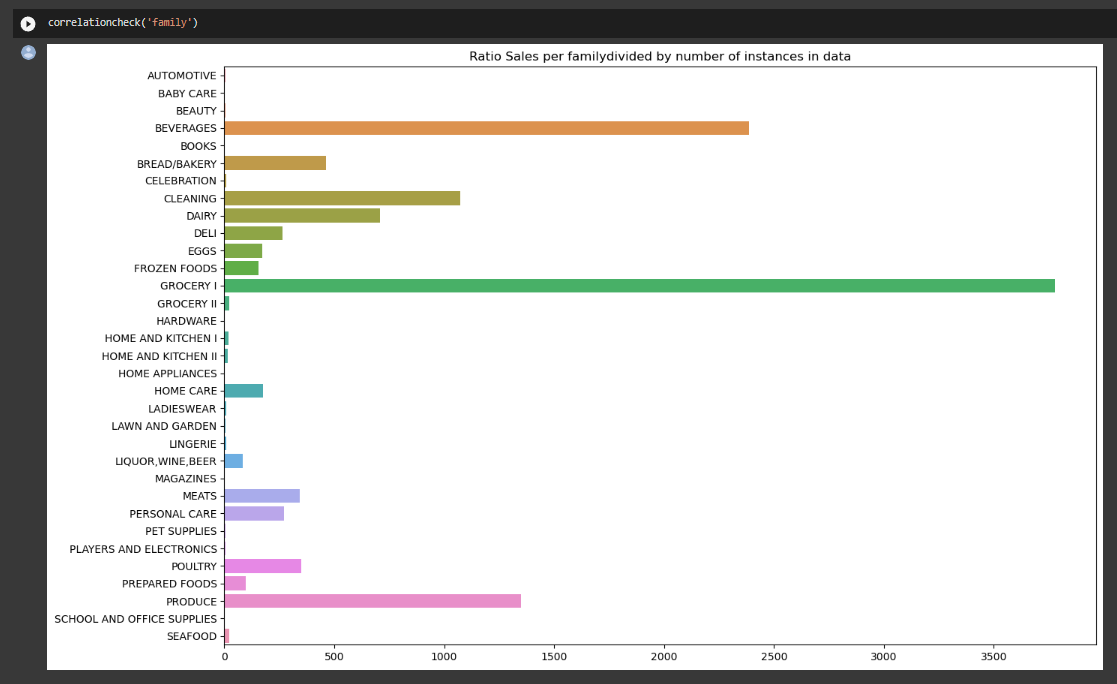 correlationcheck('family')
Ratio Sales per familydivided by number of instances in data
AUTOMOTIVE
BABY CARE
BEAUTY
BEVERAGES
BOOKS
BREAD/BAKERY
CELEBRATION
CLEANING
DAIRY
DELI
EGGS
FROZEN FOODS
GROCERY I
GROCERY II
HARDWARE
HOME AND KITCHEN I
HOME AND KITCHEN II
HOME APPLIANCES
HOME CARE
LADIESWEAR
LAWN AND GARDEN
LINGERIE
LIQUOR,WINE,BEER
MAGAZINES
MEATS
PERSONAL CARE
PET SUPPLIES
PLAYERS AND ELECTRONICS
POULTRY
PREPARED FOODS
PRODUCE
SCHOOL AND OFFICE SUPPLIES
SEAFOOD
0 500 1000 1500 2000 2500 3000 3500